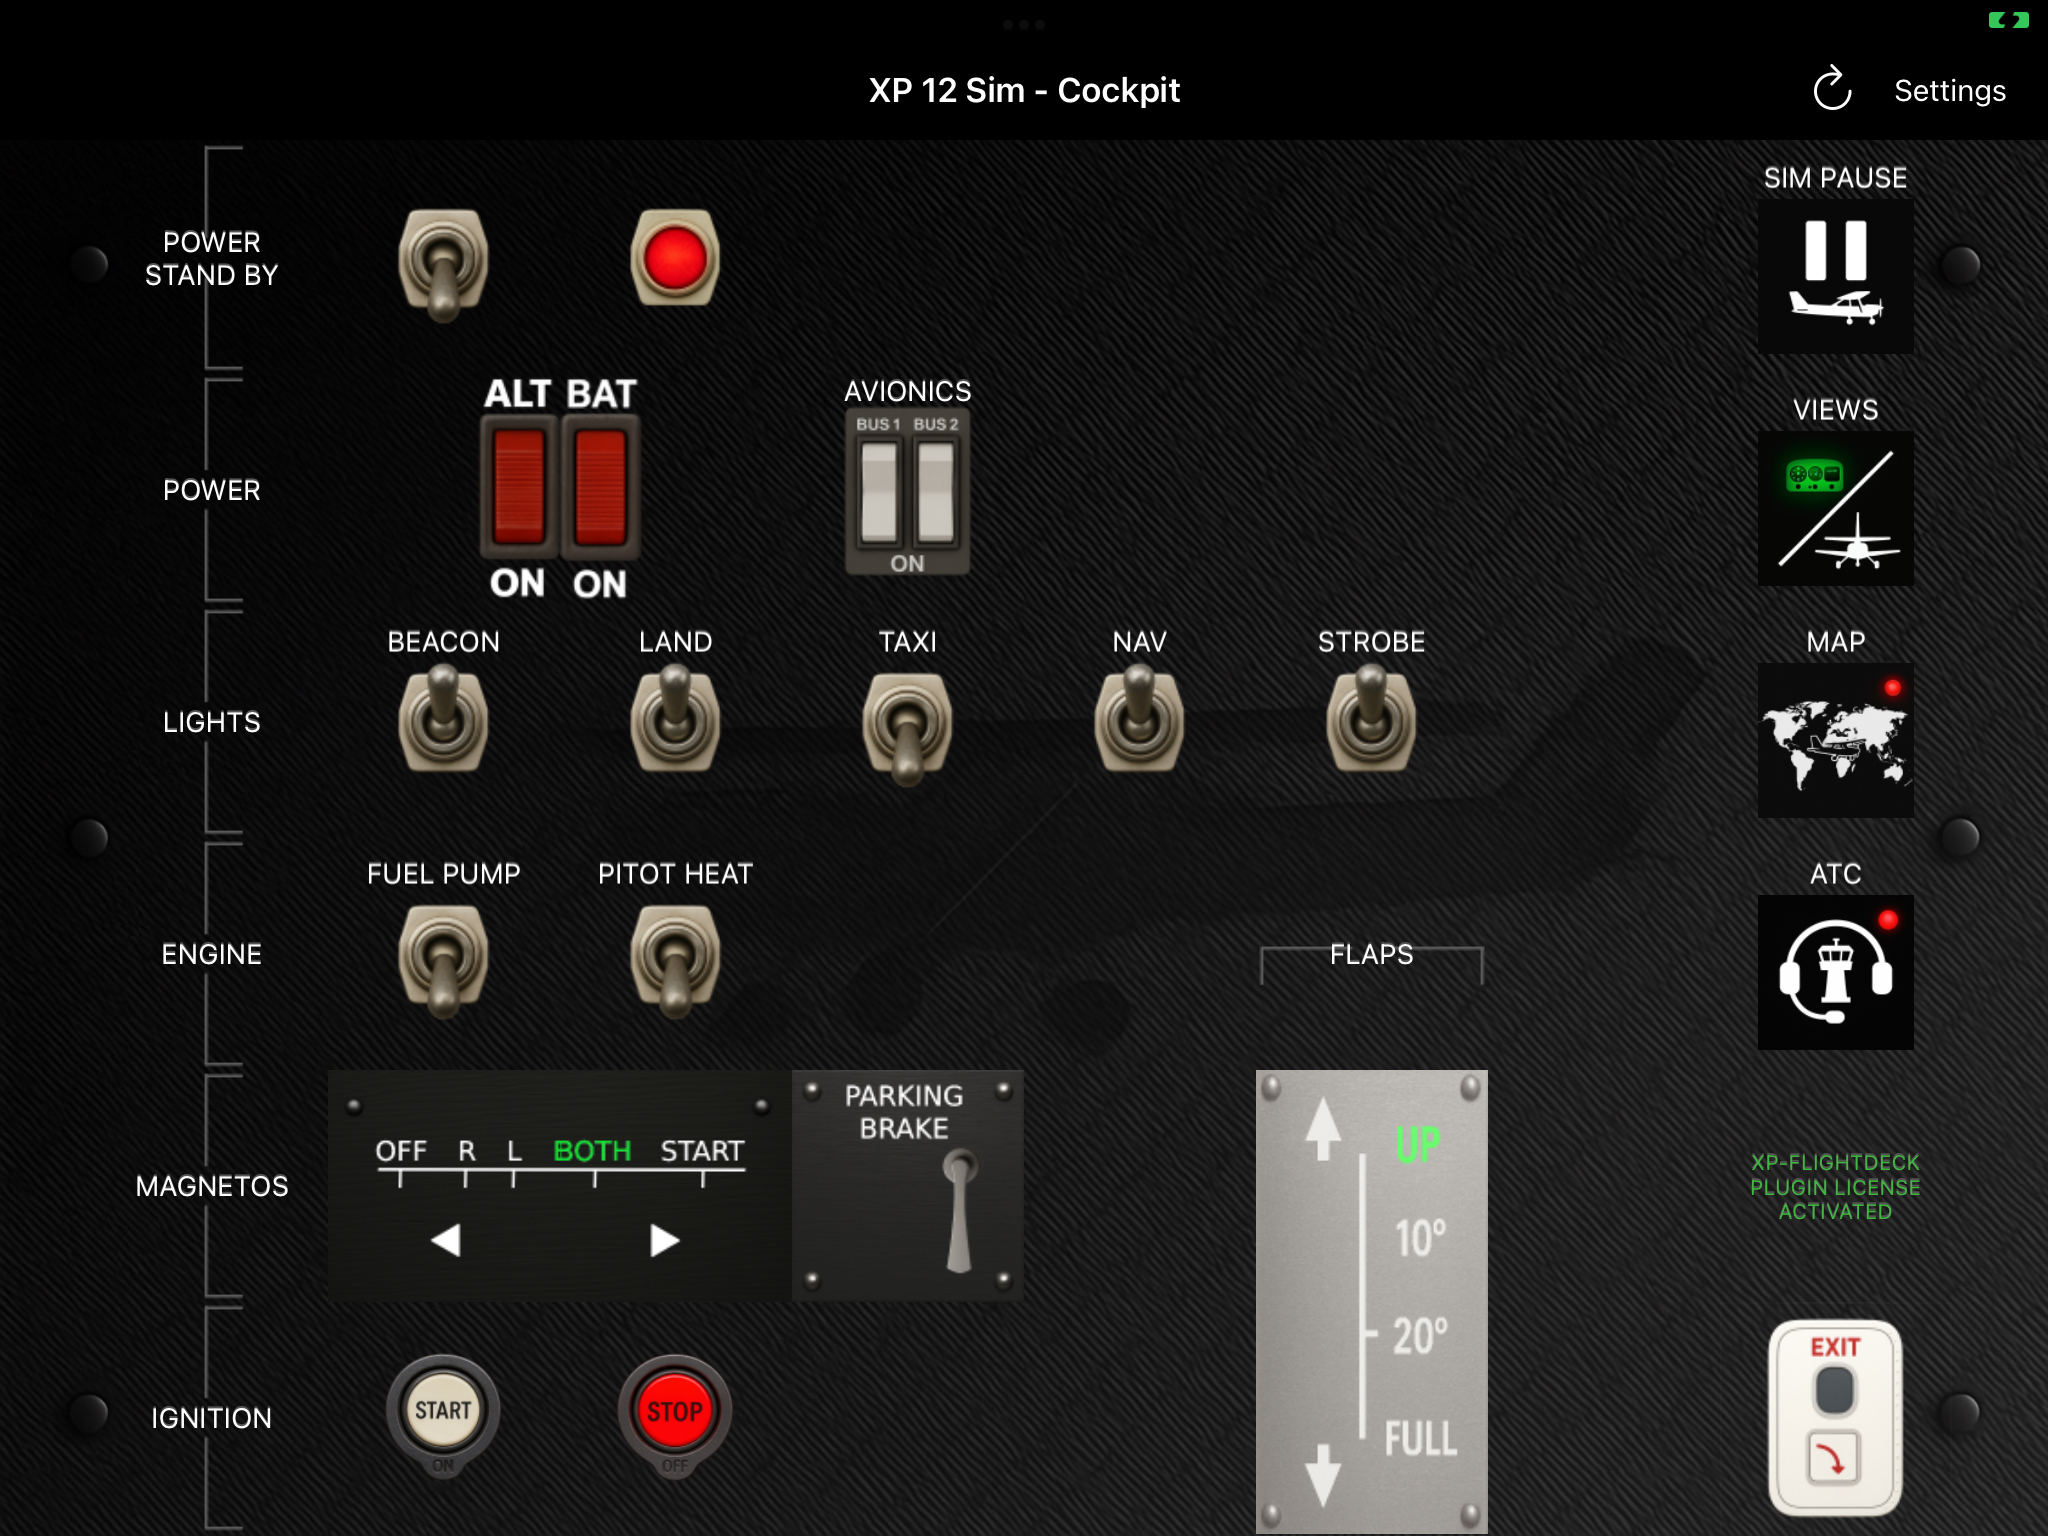 XP 12 Sim - Cockpit
Settings
SIM PAUSE
POWER
STAND BY
ALT BAT
AVIONICS
BUS 1 BUS 2
VIEWS
POWER
ON
ON ON
BEACON
LAND
TAXI
NAV
STROBE
MAP
LIGHTS
FUEL PUMP
PITOT HEAT
ATC
ENGINE
FLAPS
PARKING
BRAKE
OFF R L BOTH START
UP
XP-FLIGHTDECK
PLUGIN LICENSE
ACTIVATED
MAGNETOS
10°
20°
EXIT
START
STOP
IGNITION
FULL
ON
OFF